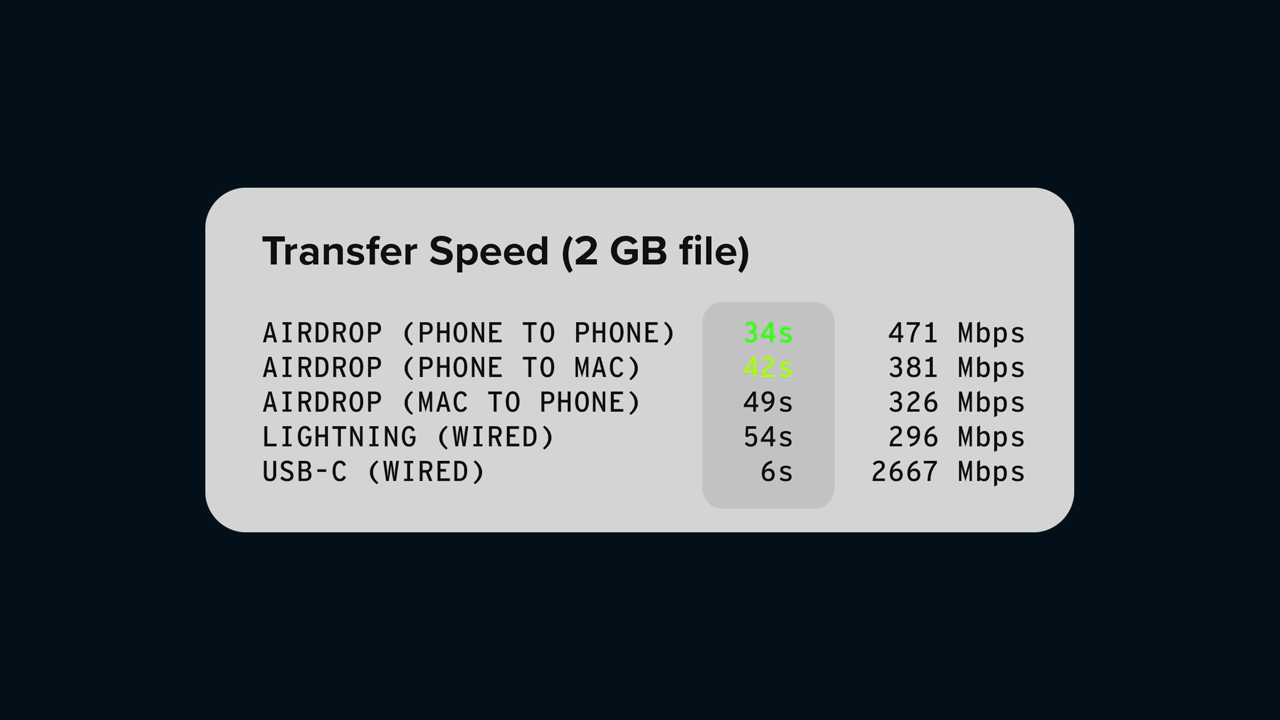 Transfer Speed (2 GB file)
AIRDROP (PHONE TO PHONE) 34s 471 Mbps
AIRDROP (PHONE TO MAC) 42s 381 Mbps
AIRDROP (MAC TO PHONE) 49s 326 Mbps
LIGHTNING (WIRED) 54s 296 Mbps
USB-C (WIRED) 6s 2667 Mbps